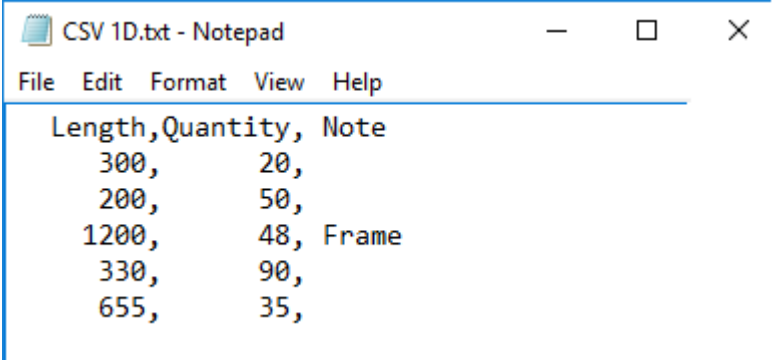 CSV 1D.txt - Notepad
File Edit Format View Help
Length,Quantity, Note
300, 20,
200, 50,
1200, 48, Frame
330, 90,
655, 35,